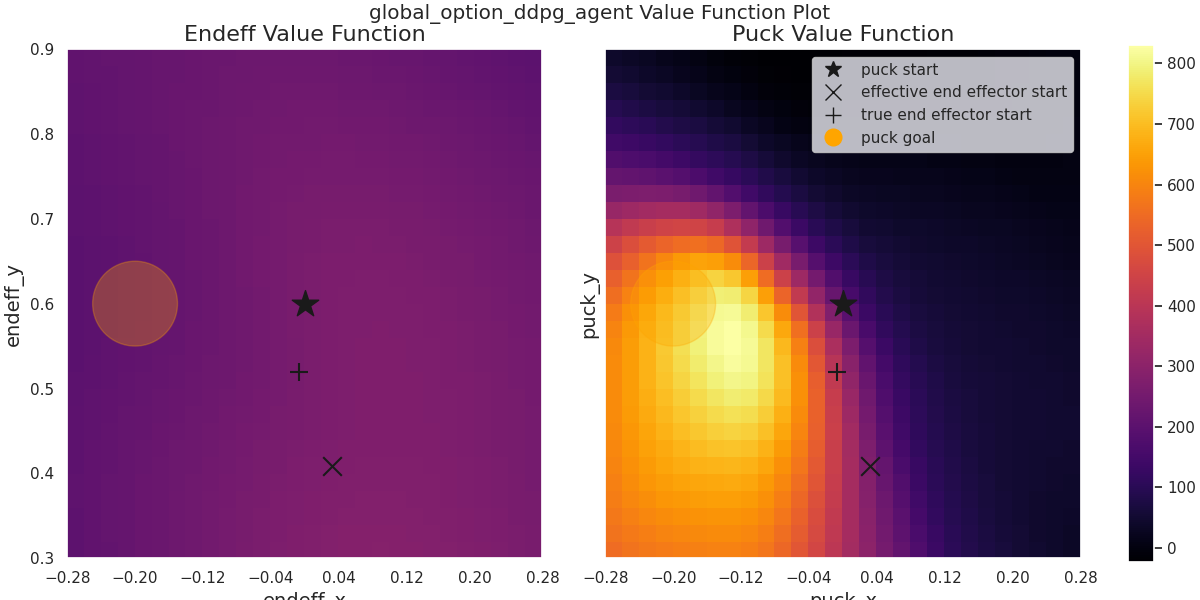 global_option_ddpg_agent Value Function Plot
Endeff Value Function
Puck Value Function
puck start
effective end effector start
true end effector start
puck goal
endeff_y
0.9
0.8
0.7
0.6
0.5
0.4
0.3
−0.28 −0.20 −0.12 −0.04 0.04 0.12 0.20 0.28
endeff_x
puck_y
−0.28 −0.20 −0.12 −0.04 0.04 0.12 0.20 0.28
puck_x
800
700
600
500
400
300
200
100
0